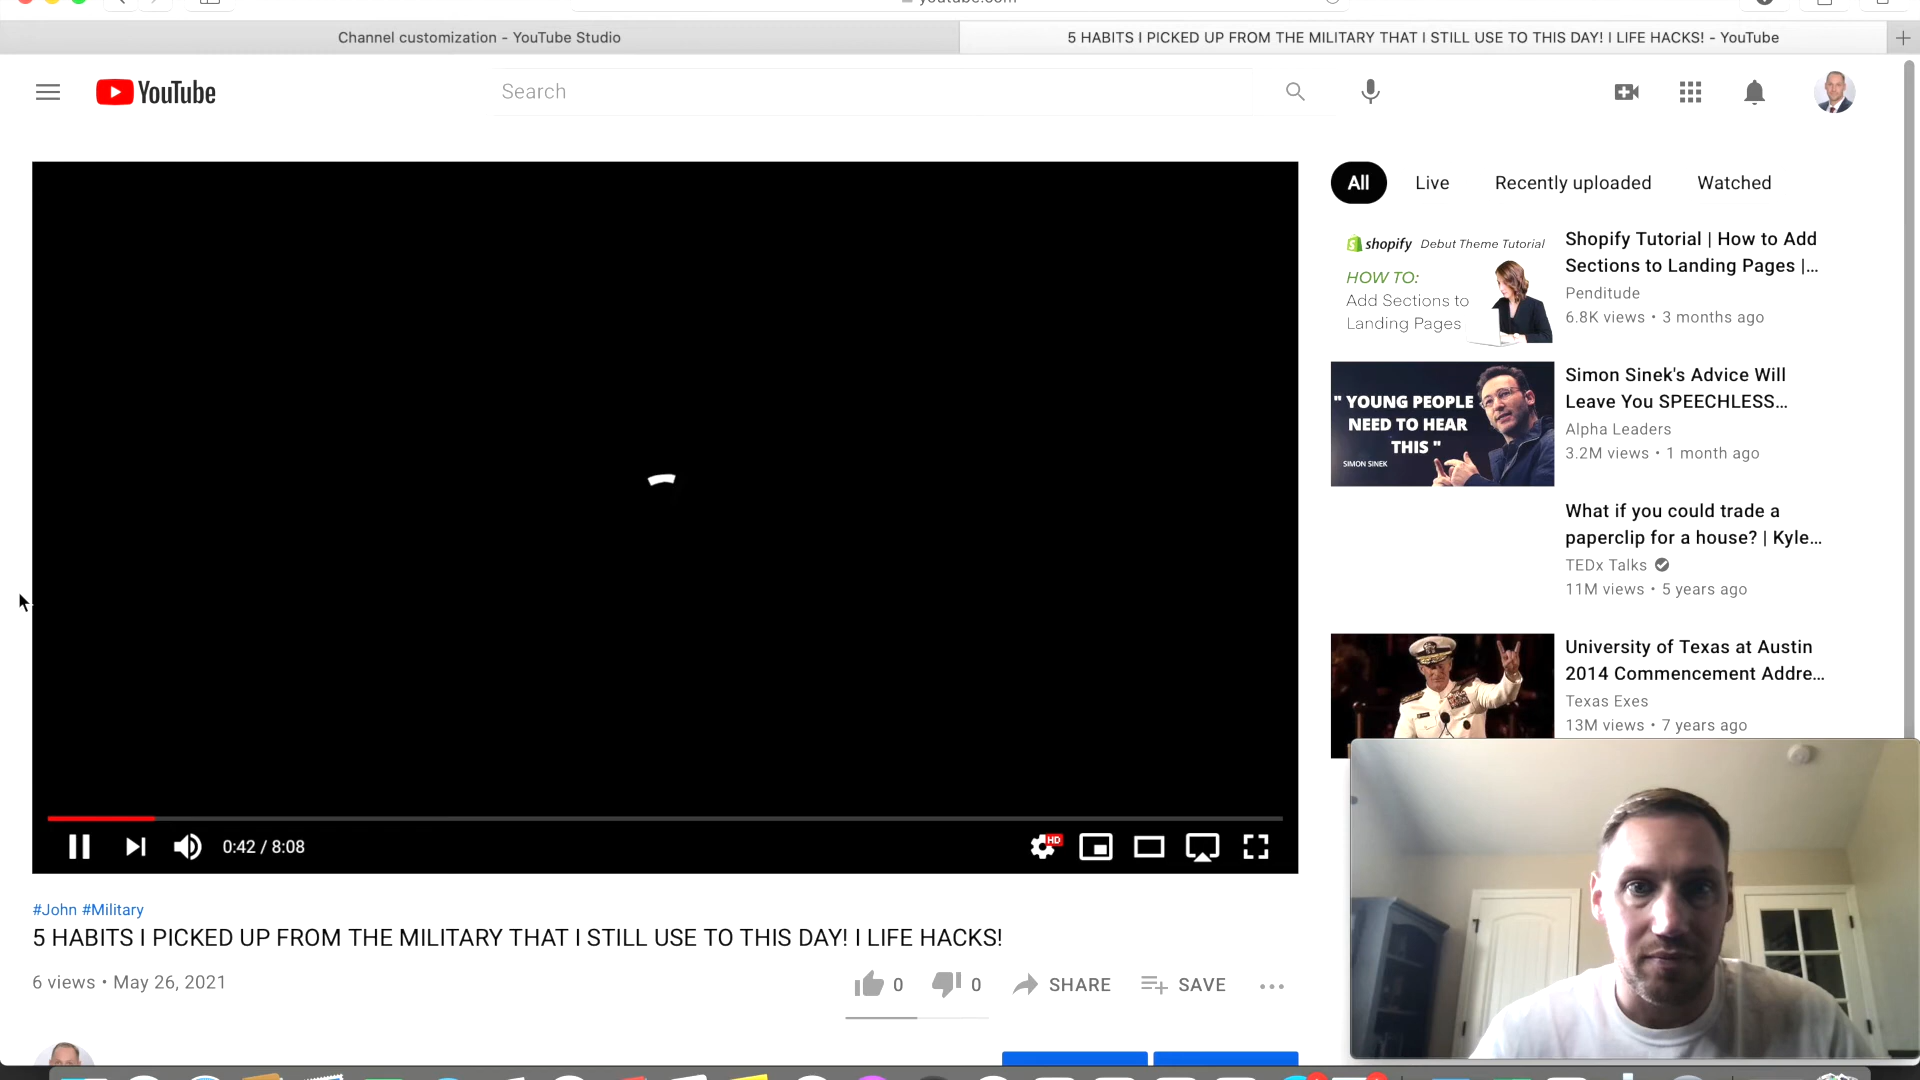 youtube.com
Channel customization - YouTube Studio
5 HABITS I PICKED UP FROM THE MILITARY THAT I STILL USE TO THIS DAY! I LIFE HACKS! - YouTube
YouTube
Search
All
Live
Recently uploaded
Watched
shopify Debut Theme Tutorial
HOW TO:
Add Sections to
Landing Pages
Shopify Tutorial | How to Add
Sections to Landing Pages |...
Penditude
6.8K views • 3 months ago
" YOUNG PEOPLE
NEED TO HEAR
THIS "
SIMON SINEK
Simon Sinek's Advice Will
Leave You SPEECHLESS...
Alpha Leaders
3.2M views • 1 month ago
What if you could trade a
paperclip for a house? | Kyle...
TEDx Talks
11M views • 5 years ago
University of Texas at Austin
2014 Commencement Addre...
Texas Exes
13M views • 7 years ago
0:42 / 8:08
HD
#John #Military
5 HABITS I PICKED UP FROM THE MILITARY THAT I STILL USE TO THIS DAY! I LIFE HACKS!
6 views • May 26, 2021
0
0
SHARE
SAVE